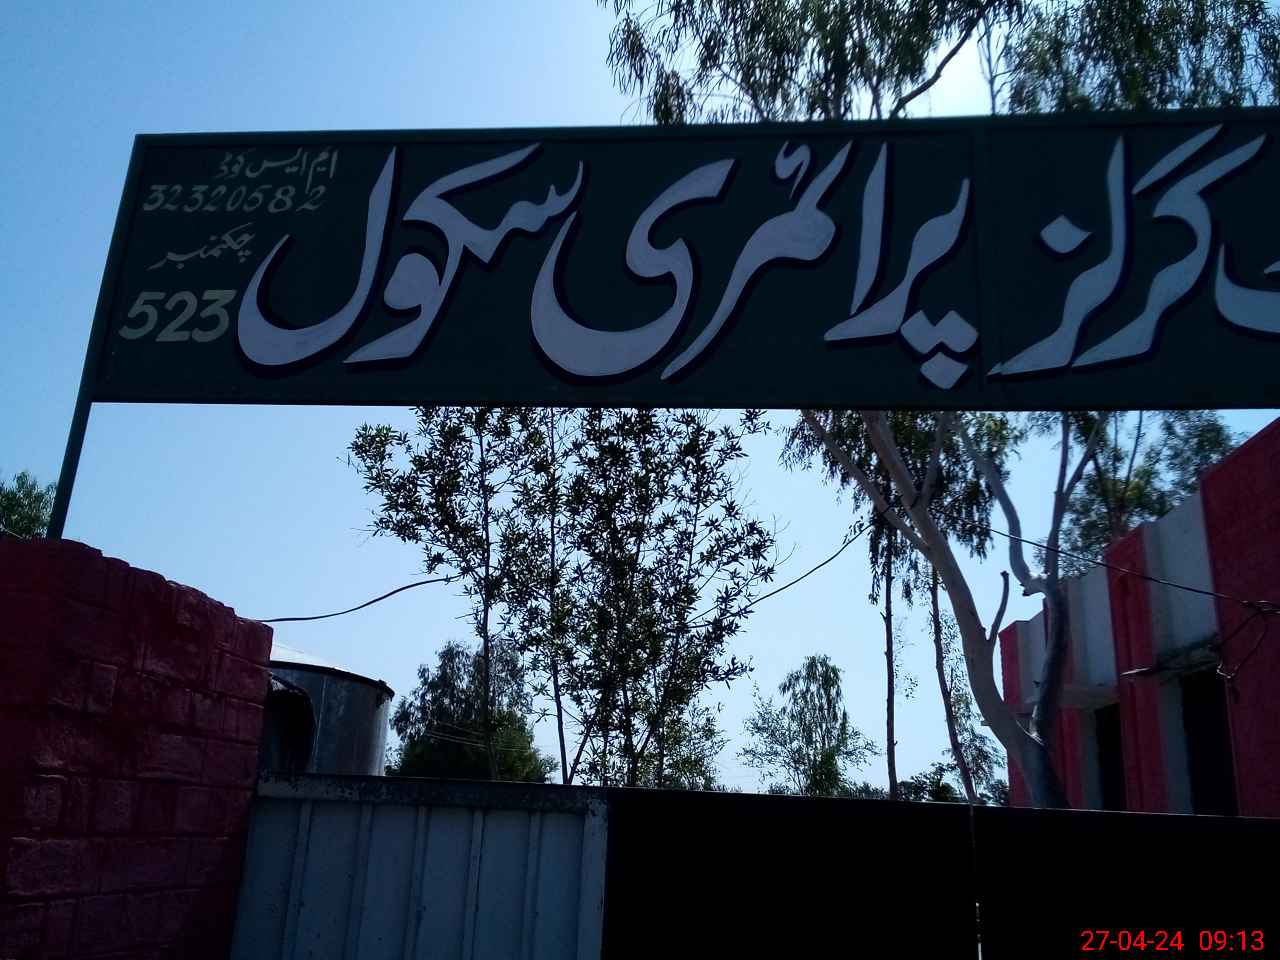 گرلز پرائمری سکول
ایم ایس کوڈ
32320582
چکنمبر
523
27-04-24 09:13